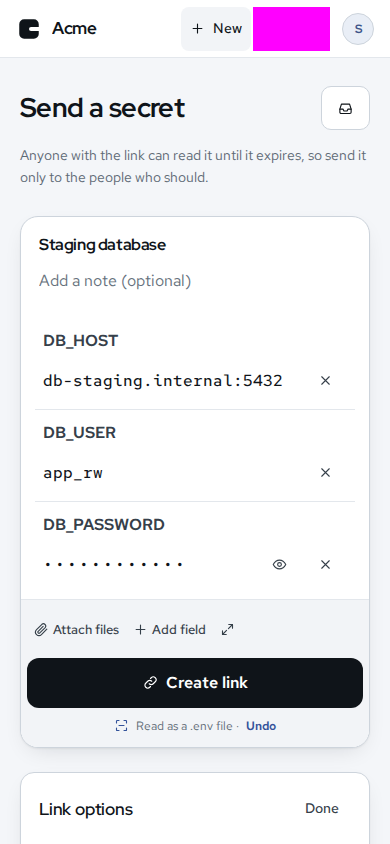 Acme
New
S
Send a secret
Anyone with the link can read it until it expires, so send it
only to the people who should.
Staging database
Add a note (optional)
DB_HOST
db-staging.internal:5432
DB_USER
app_rw
DB_PASSWORD
• • • • • • • • • • • •
Attach files
Add field
Create link
Read as a .env file · Undo
Link options
Done